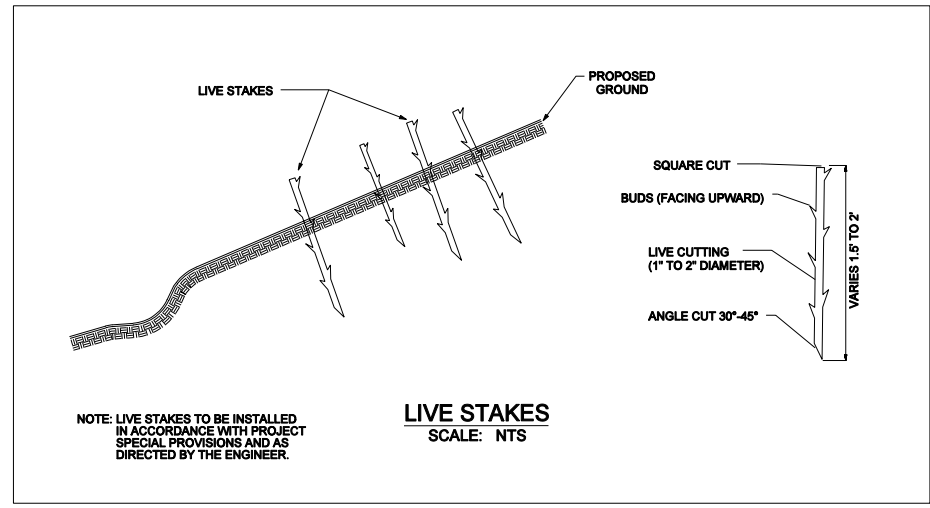 PROPOSED
GROUND
LIVE STAKES
SQUARE CUT
BUDS (FACING UPWARD)
LIVE CUTTING
(1" TO 2" DIAMETER)
ANGLE CUT 30°-45°
VARIES 1.5' TO 2'
NOTE: LIVE STAKES TO BE INSTALLED
IN ACCORDANCE WITH PROJECT
SPECIAL PROVISIONS AND AS
DIRECTED BY THE ENGINEER.
LIVE STAKES
SCALE: NTS